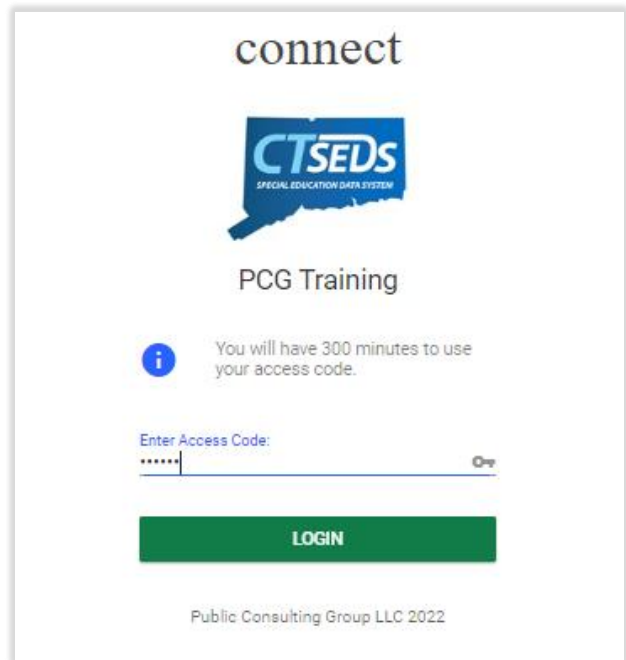 connect
CTSEDS
SPECIAL EDUCATION DATA SYSTEM
PCG Training
You will have 300 minutes to use
your access code.
Enter Access Code:
••••••
LOGIN
Public Consulting Group LLC 2022